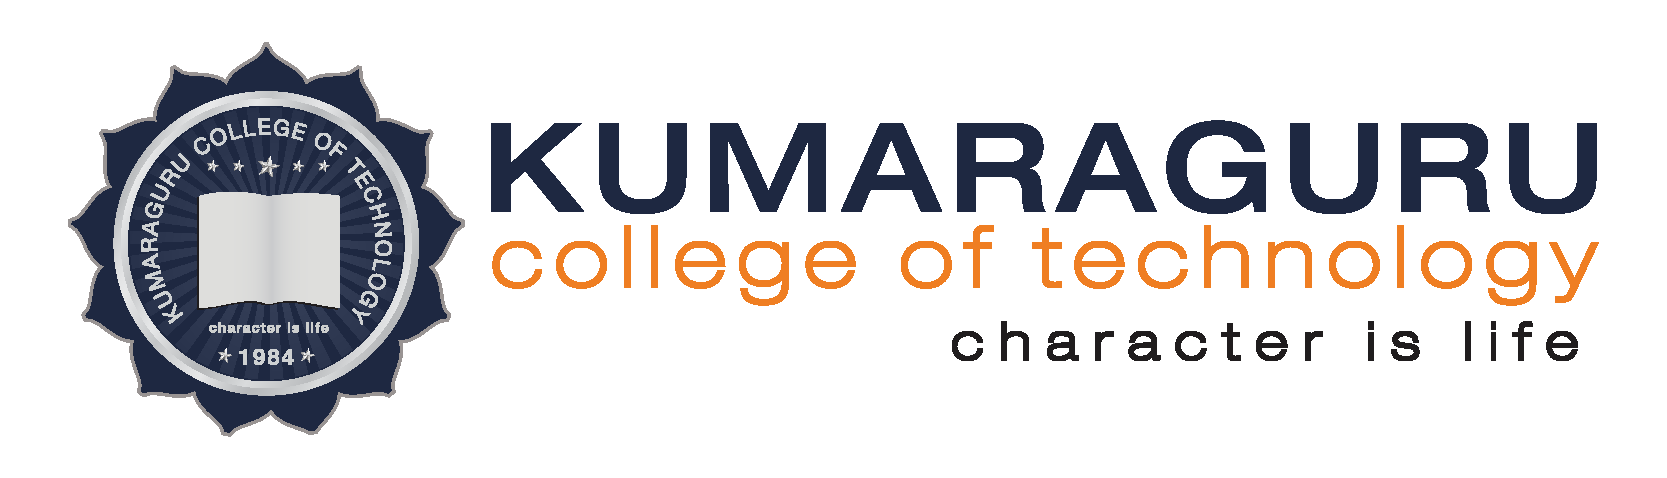 KUMARAGURU COLLEGE OF TECHNOLOGY
character is life
1984
KUMARAGURU
college of technology
character is life